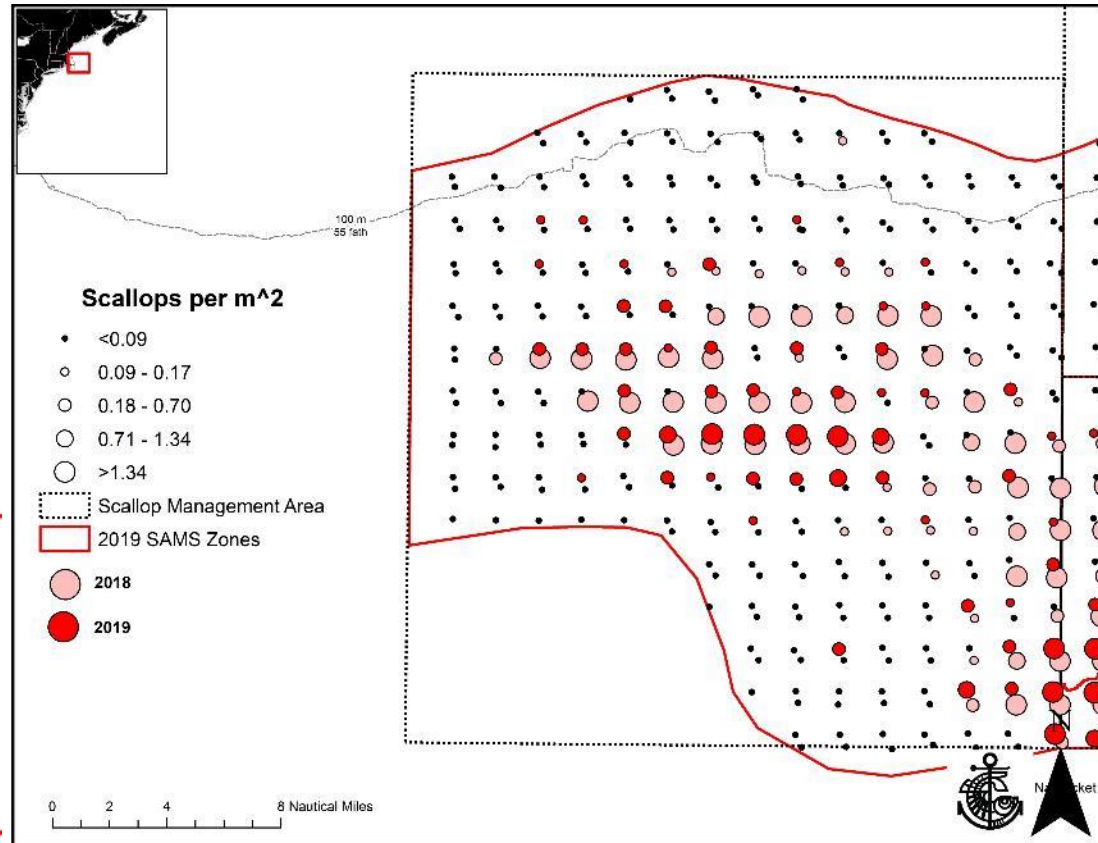 100 m
55 fath
Scallops per m^2
<0.09
0.09 - 0.17
0.18 - 0.70
0.71 - 1.34
>1.34
Scallop Management Area
2019 SAMS Zones
2018
2019
N
0 2 4 8 Nautical Miles